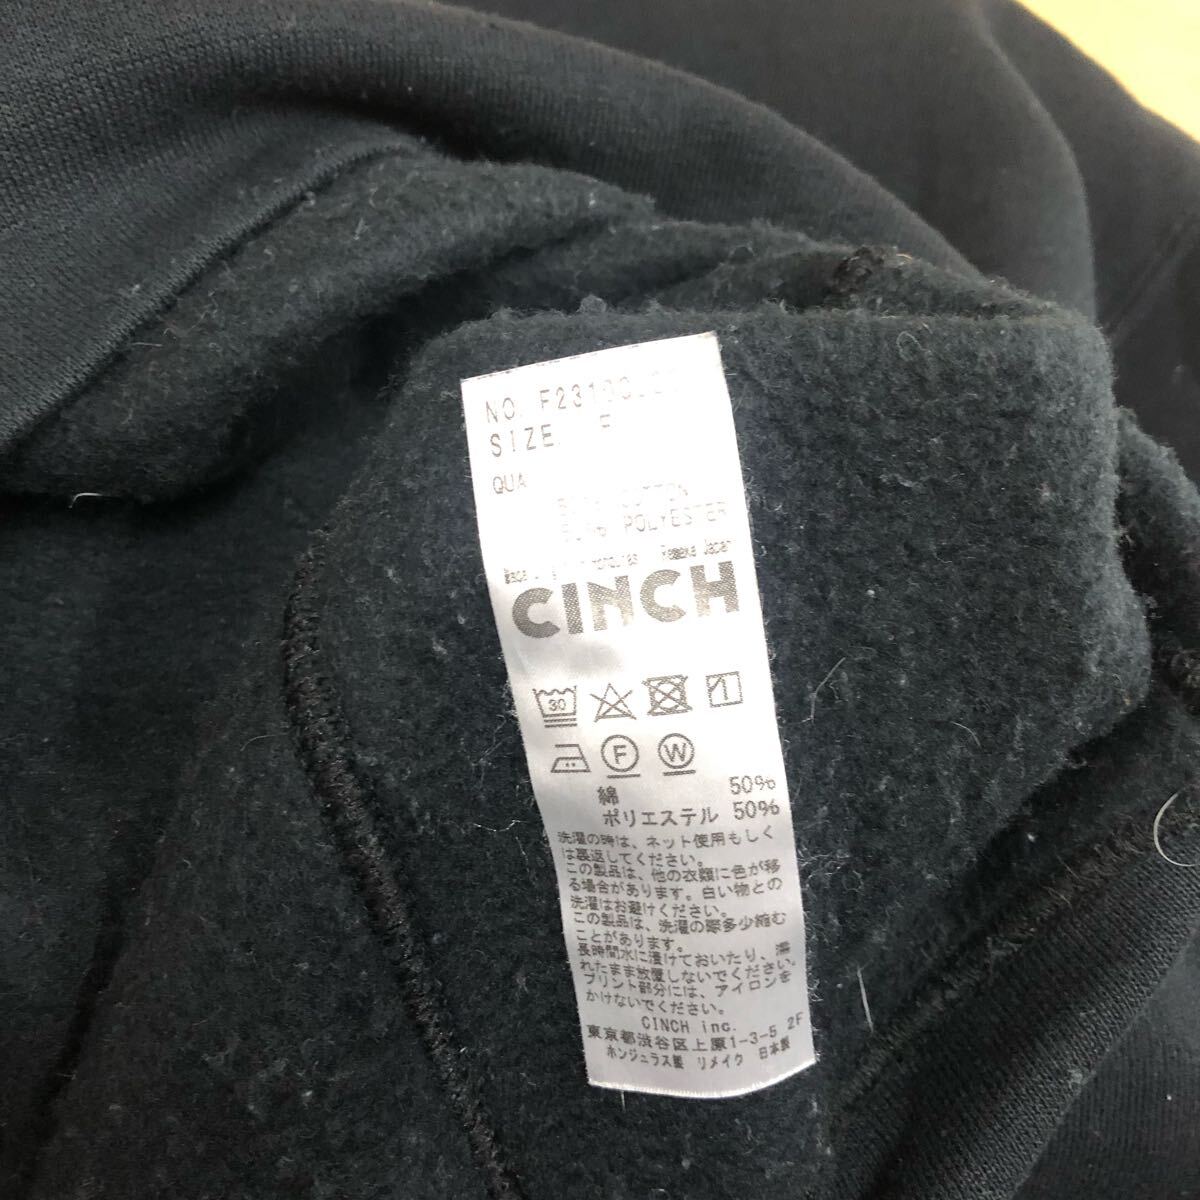 NO.
SIZE F
QUA
COTTON
POLYESTER
Remake Japan
CINCH
30
1
F
W
綿 50%
ポリエステル 50%
洗濯の時は、ネット使用もしく
は裏返してください。
この製品は、他の衣類に色が移
る場合があります。白い物との
洗濯はお避けください。
この製品は、洗濯の際多少縮む
ことがあります。
長時間水に漬けておいたり、濡
れたまま放置しないでください。
プリント部分には、アイロンを
かけないでください。
CINCH inc.
東京都渋谷区上原1-3-5 2F
ホンジュラス製 リメイク 日本製